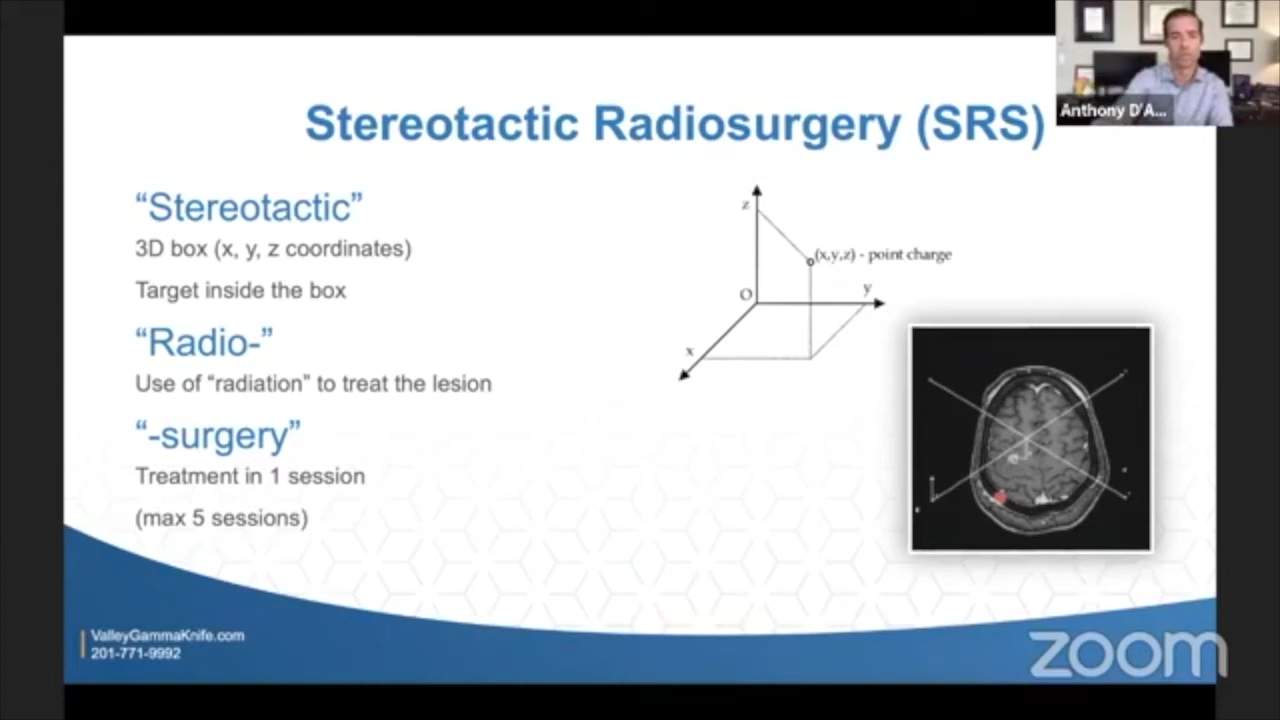 Anthony D'A...
Stereotactic Radiosurgery (SRS)
“Stereotactic”
3D box (x, y, z coordinates)
Target inside the box
“Radio-”
Use of “radiation” to treat the lesion
“-surgery”
Treatment in 1 session
(max 5 sessions)
z
(x,y,z) - point charge
O
y
x
ValleyGammaKnife.com
201-771-9992
zoom